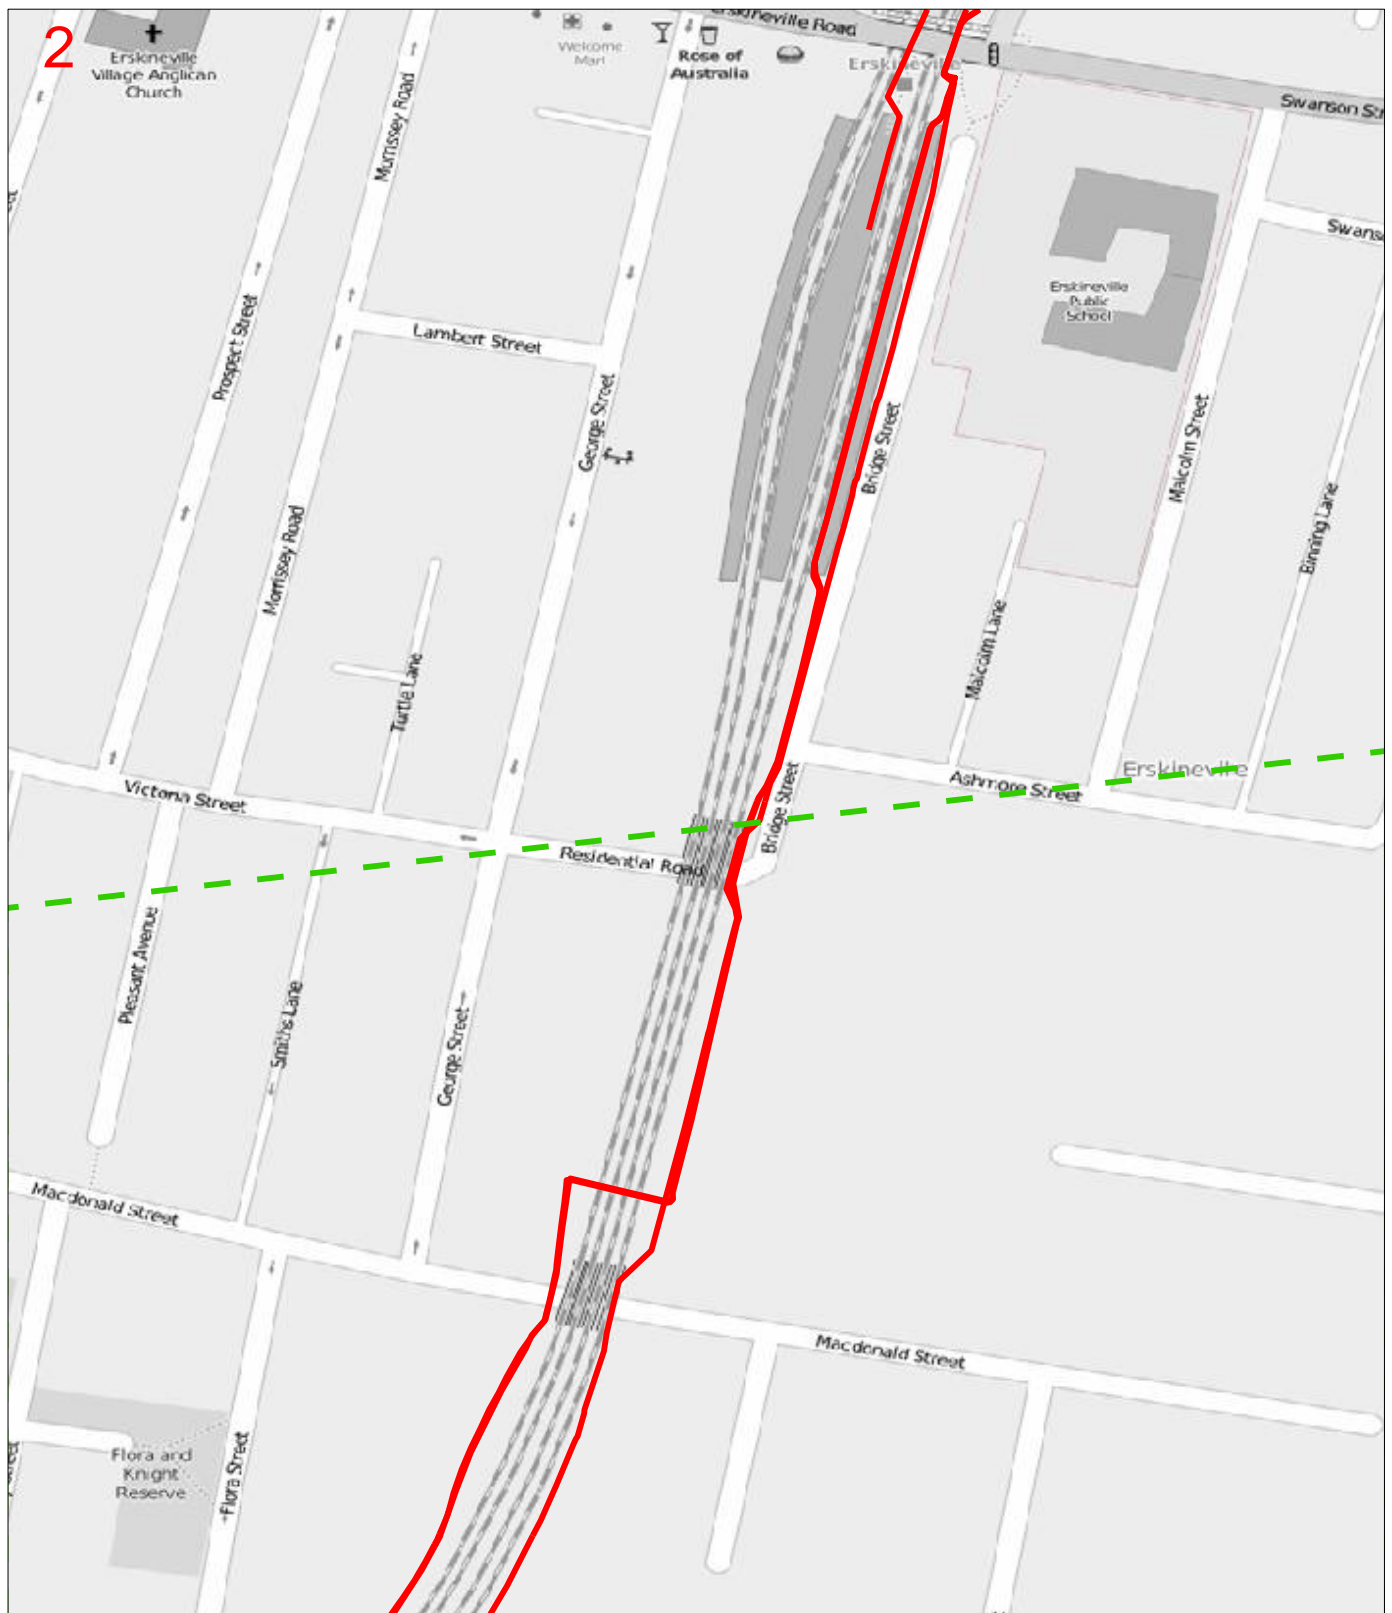 2
Erskineville
Village Anglican
Church
Welcome
Mart
Rose of
Australia
Erskineville Road
Erskineville
Swanson Str
Swans
Morrissey Road
Prospect Street
Lambert Street
George Street
Erskineville
Public
School
Bridge Street
Malcolm Street
Binning Lane
Morrissey Road
Turtle Lane
Malcolm Lane
Victoria Street
Residential Road
Bridge Street
Ashmore Street
Erskineville
Pleasant Avenue
Smiths Lane
George Street
Macdonald Street
Macdonald Street
Flora and
Knight
Reserve
Flora Street